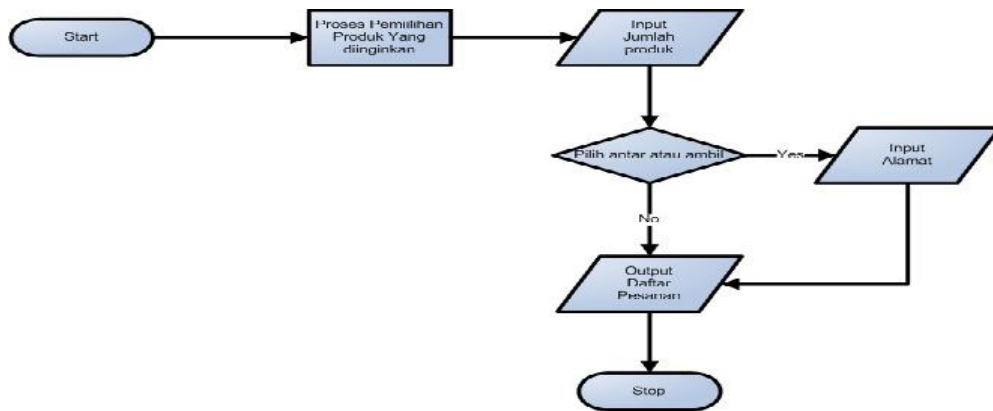 Start
Proses Pemilihan
Produk Yang
diinginkan
Input
Jumlah
produk
Pilih antar atau ambil
Yes
Input
Alamat
No
Output
Daftar
Pesanan
Stop